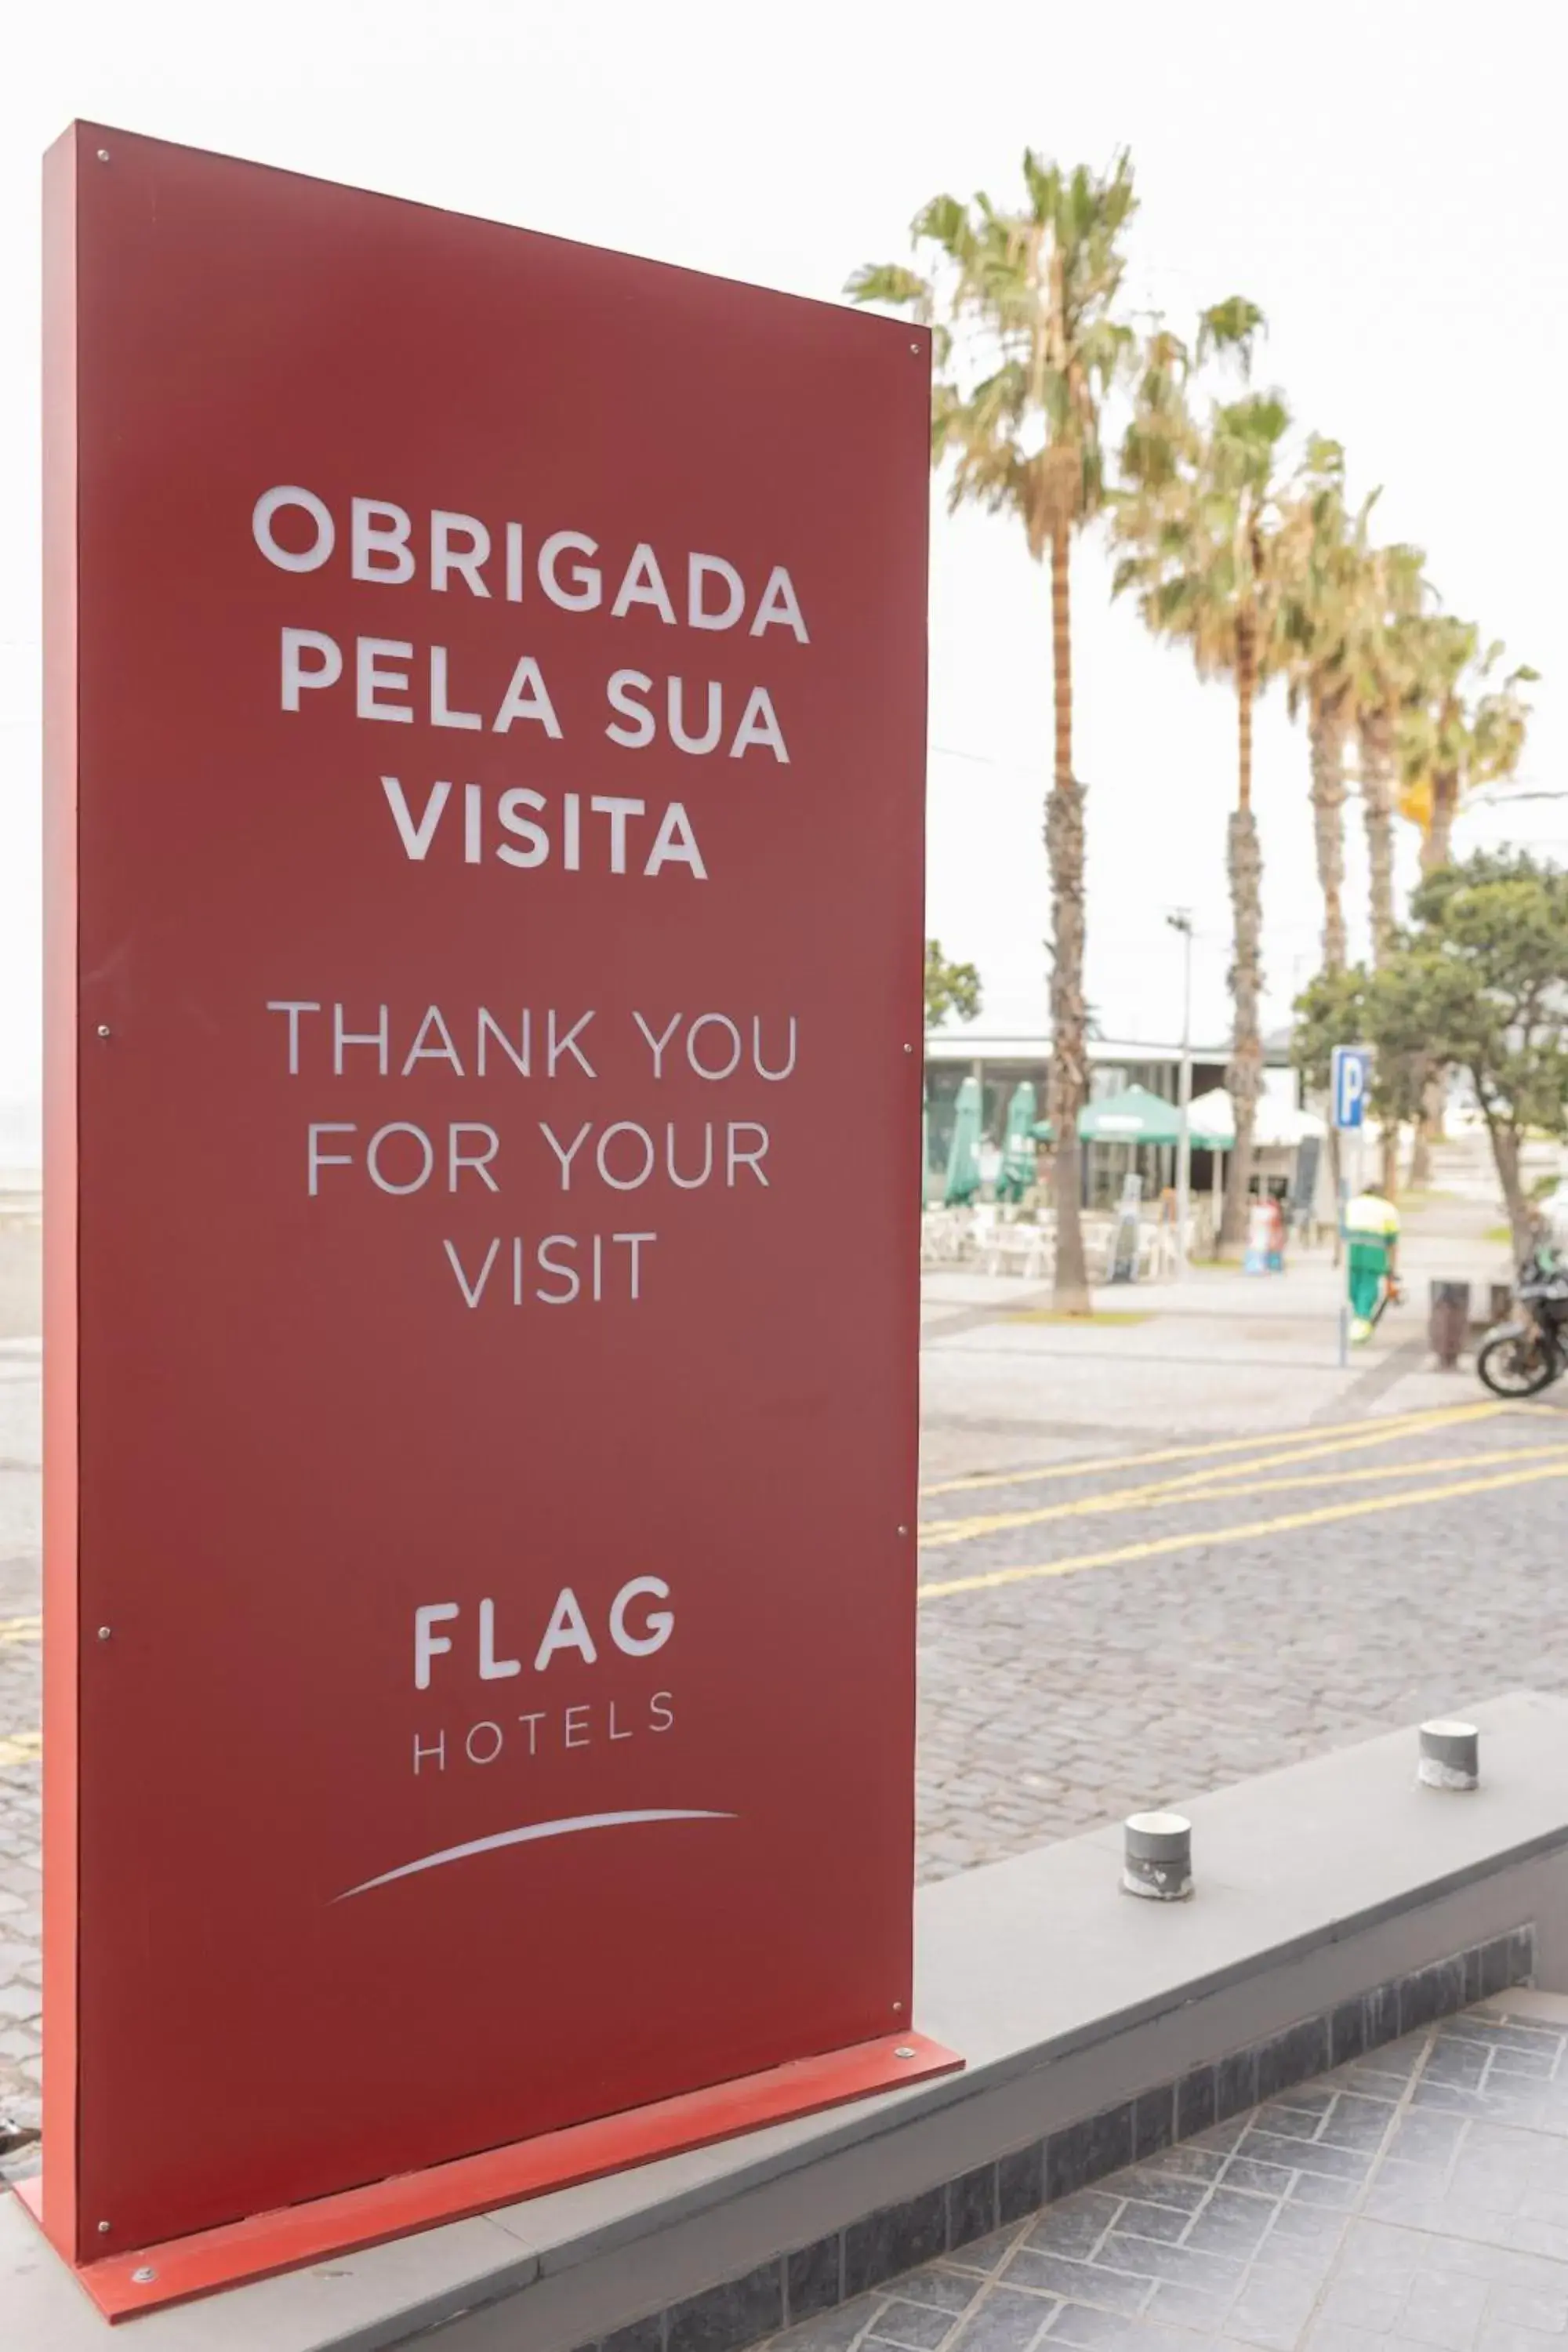 OBRIGADA
PELA SUA
VISITA
THANK YOU
FOR YOUR
VISIT
FLAG
HOTELS
P